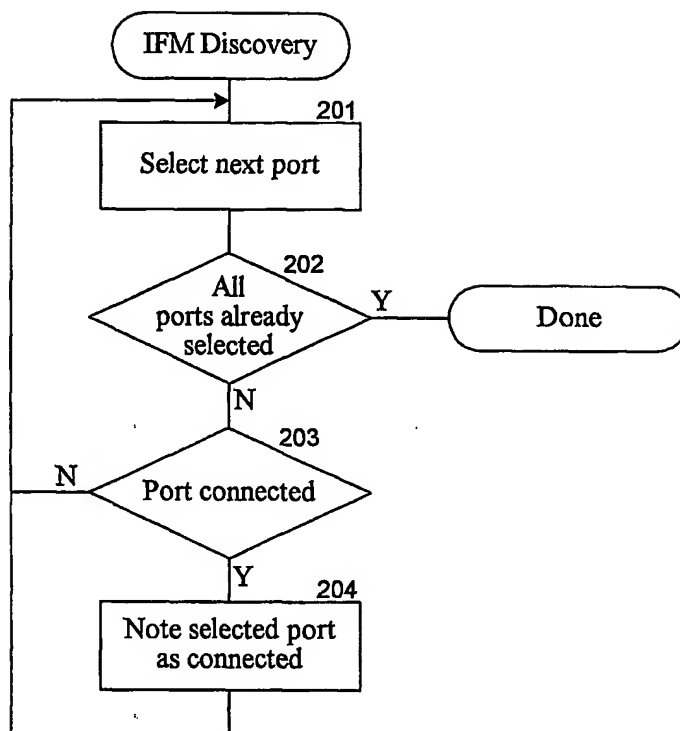 IFM Discovery
201
Select next port
202
All
ports already
selected
Y
Done
N
203
Port connected
N
Y
204
Note selected port
as connected